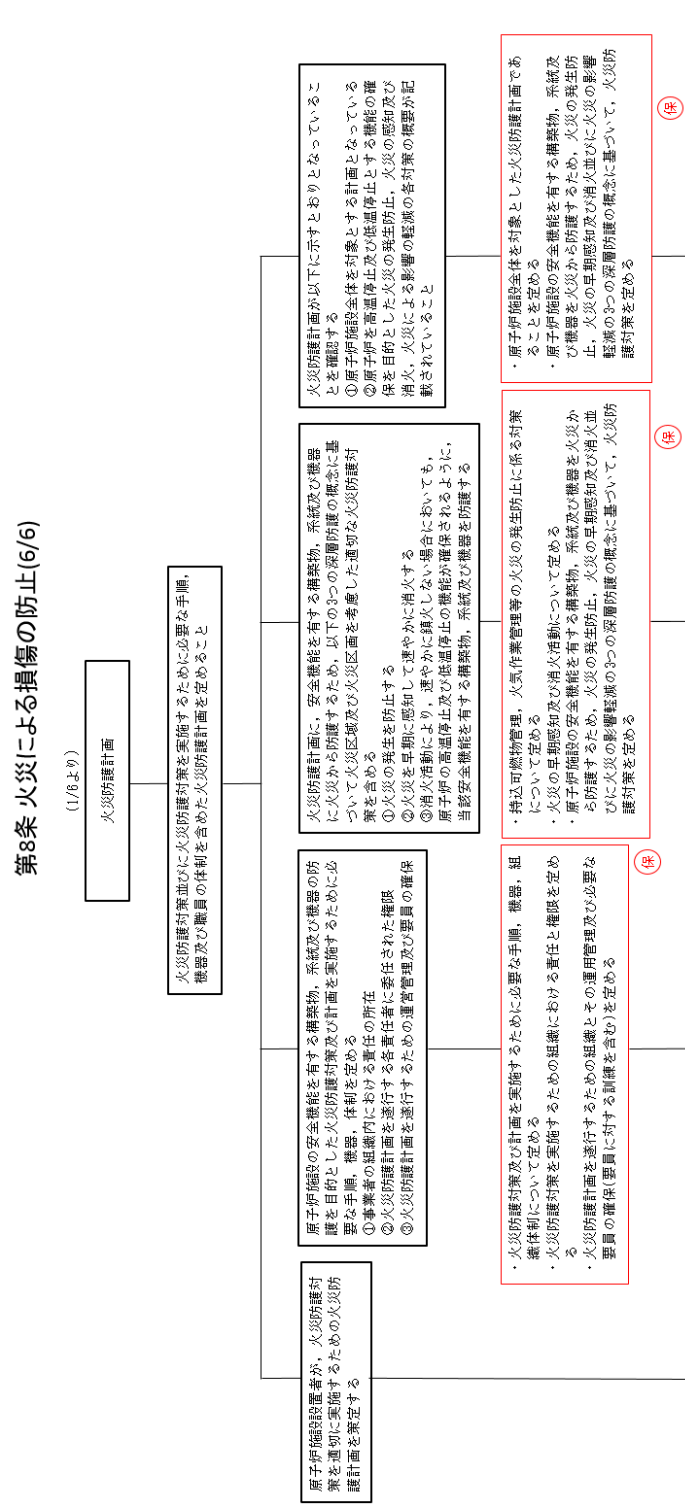 第8条 火災による損傷の防止(6/6)
(1/6より)
火災防護計画
火災防護対策並びに火災防護対策を実施するために必要な手順，
機器及び職員の体制を含めた火災防護計画を定めること
原子炉施設設置者が，火災防護対
策を適切に実施するための火災防
護計画を策定する
原子炉施設の安全機能を有する構築物，系統及び機器の防
護を目的とした火災防護対策及び計画を実施するために必
要な手順，機器，体制を定める
①事業者の組織内における責任の所在
②火災防護計画を遂行する各責任者に委任された権限
③火災防護計画を遂行するための運営管理及び要員の確保
火災防護計画に，安全機能を有する構築物，系統及び機器
に火災から防護するため，以下の3つの深層防護の概念に基
づいて火災区域及び火災区画を考慮した適切な火災防護対
策を含める
①火災の発生を防止する
②火災を早期に感知して速やかに消火する
③消火活動により，速やかに鎮火しない場合においても，
原子炉の高温停止及び低温停止の機能が確保されるように，
当該安全機能を有する構築物，系統及び機器を防護する
火災防護計画が以下に示すとおりとなっているこ
とを確認する
①原子炉施設全体を対象とする計画となっている
②原子炉を高温停止及び低温停止とする機能の確
保を目的とした火災の発生防止，火災の感知及び
消火，火災による影響の軽減の各対策の概要が記
載されていること
・火災防護対策及び計画を実施するために必要な手順，機器，組
織体制について定める
・火災防護対策を実施するための組織における責任と権限を定め
る
・火災防護計画を遂行するための組織とその運用管理及び必要な
要員の確保(要員に対する訓練を含む)を定める
保
・持込可燃物管理，火気作業管理等の火災の発生防止に係る対策
について定める
・火災の早期感知及び消火活動について定める
・原子炉施設の安全機能を有する構築物，系統及び機器を火災か
ら防護するため，火災の発生防止，火災の早期感知及び消火並
びに火災の影響軽減の3つの深層防護の概念に基づいて，火災防
護対策を定める
保
・原子炉施設全体を対象とした火災防護計画であ
ることを定める
・原子炉施設の安全機能を有する構築物，系統及
び機器を火災から防護するため，火災の発生防
止，火災の早期感知及び消火並びに火災の影響
軽減の3つの深層防護の概念に基づいて，火災防
護対策を定める
保